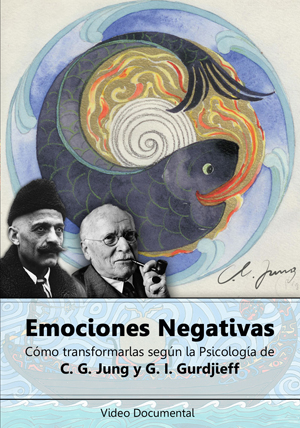 C. G. Jung
Emociones Negativas
Cómo transformarlas según la Psicología de
C. G. Jung y G. I. Gurdjieff
Video Documental